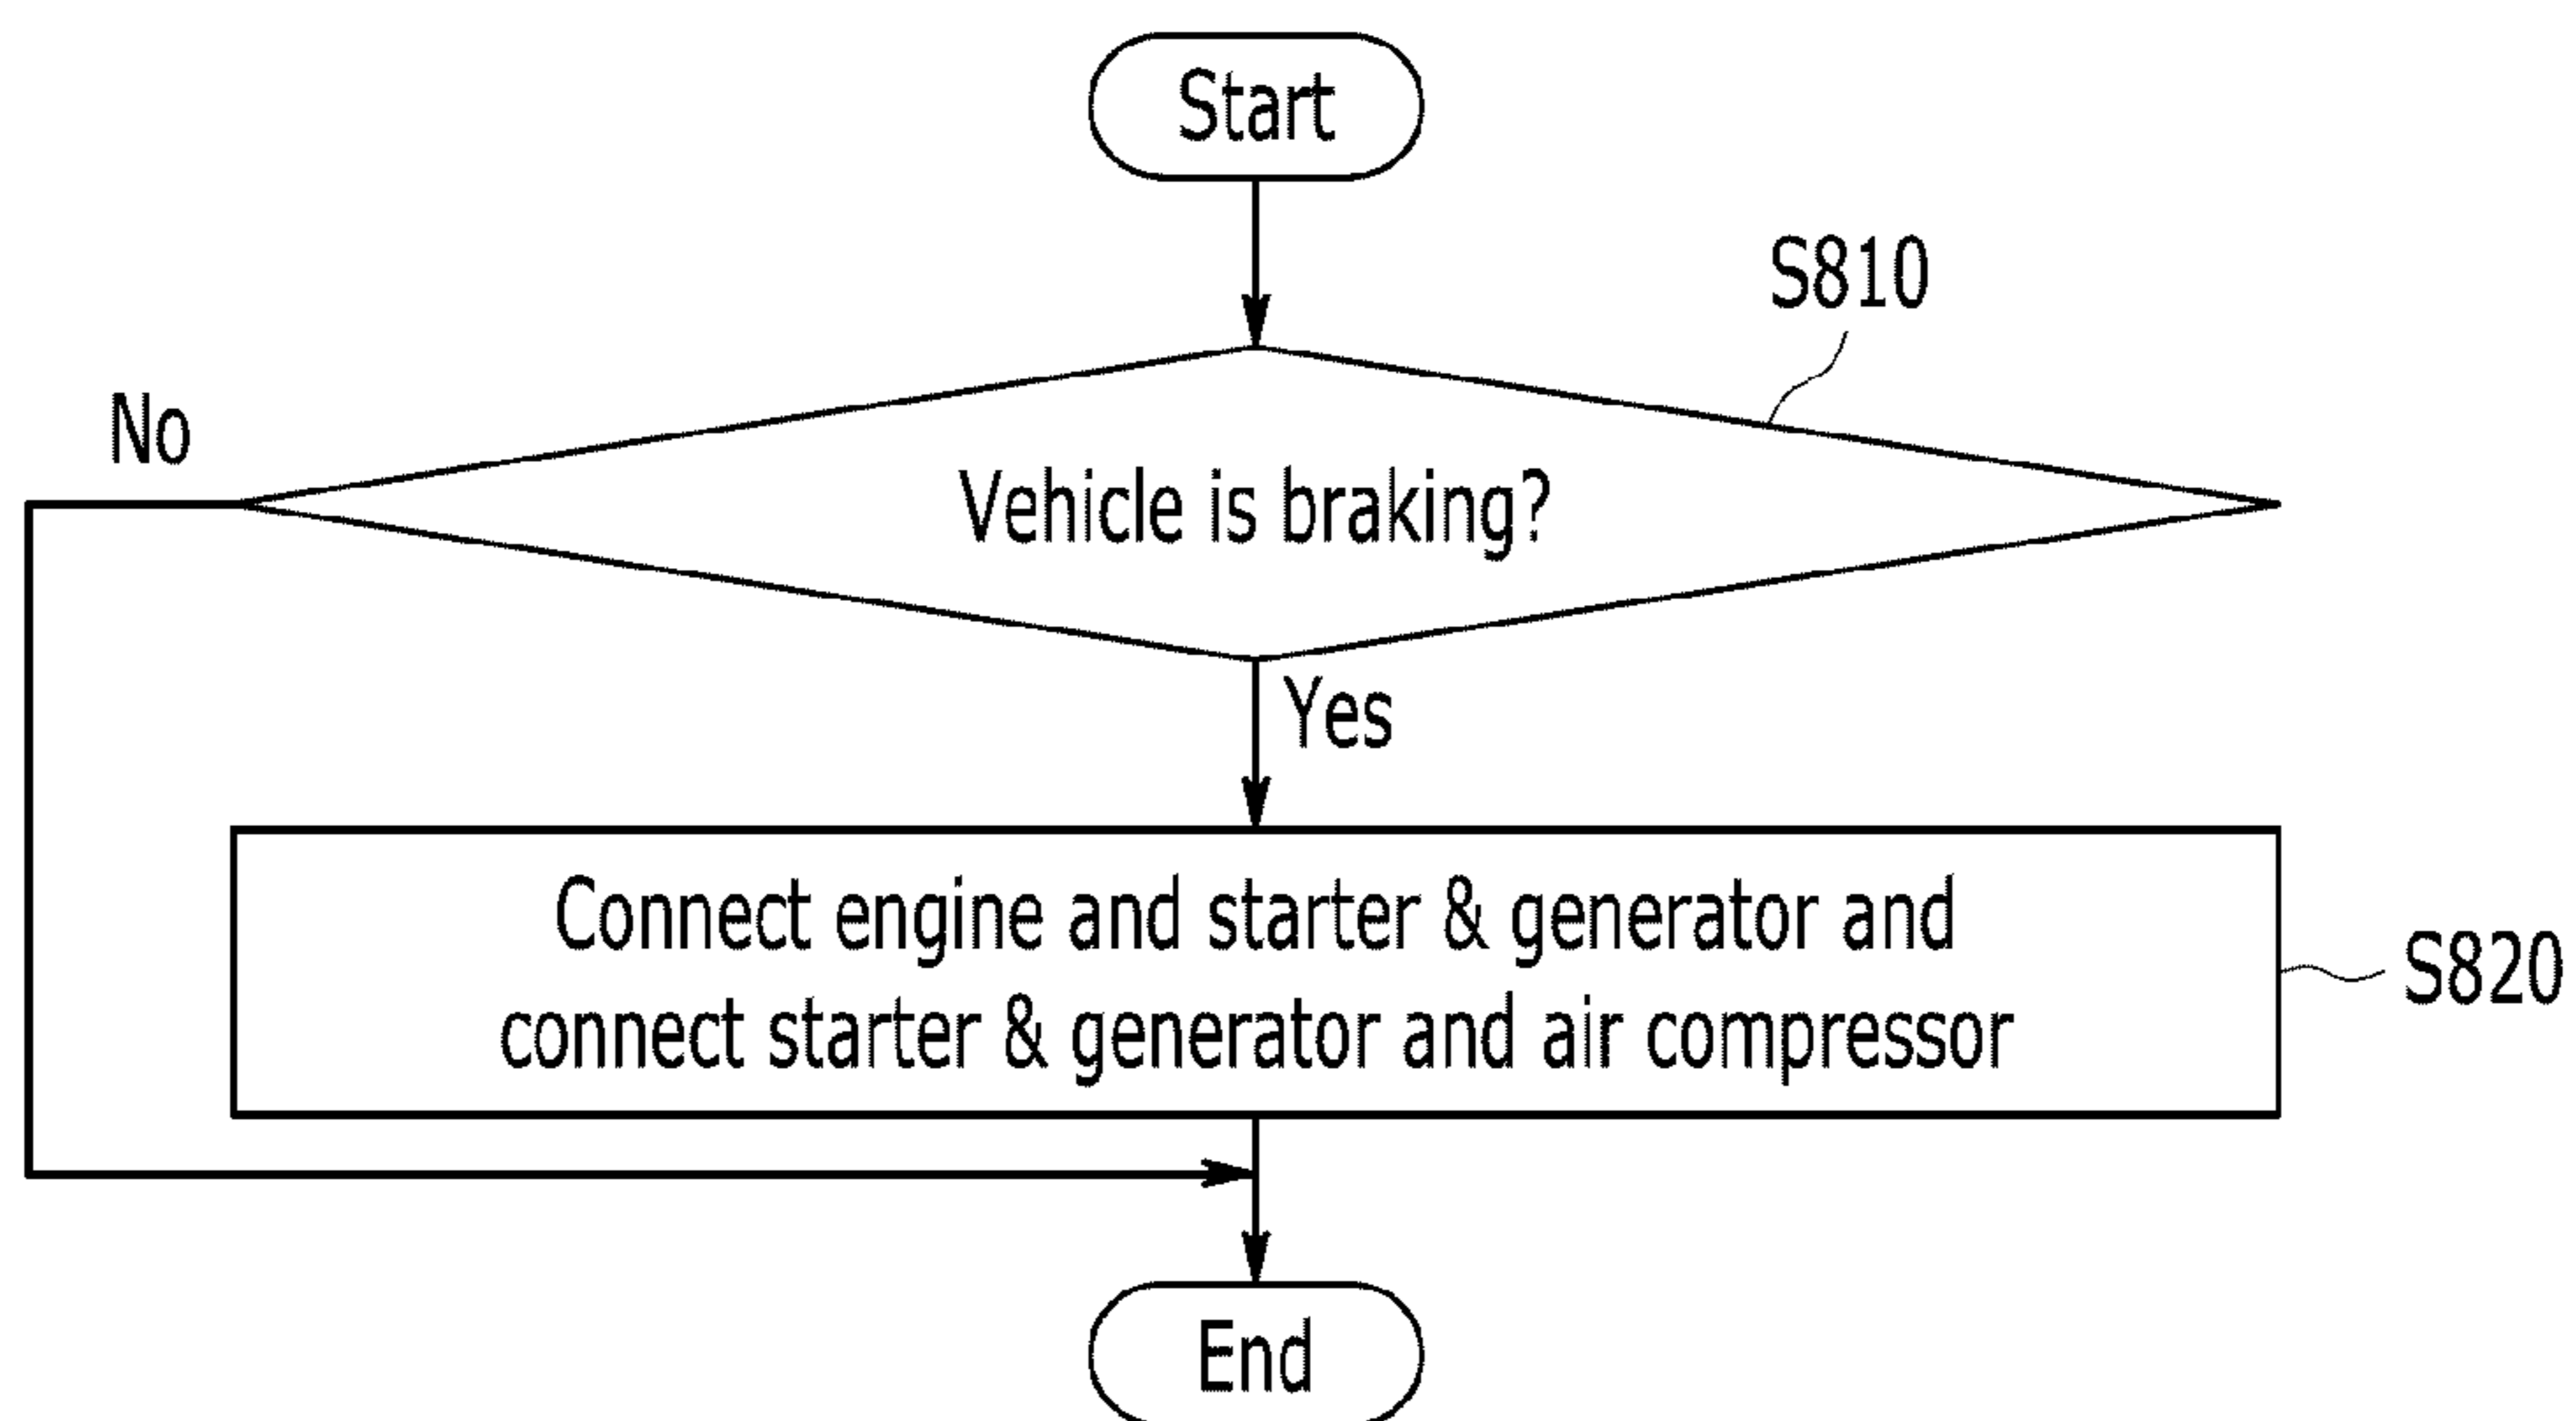 Start
S810
No
Vehicle is braking?
Yes
Connect engine and starter & generator and
connect starter & generator and air compressor
S820
End